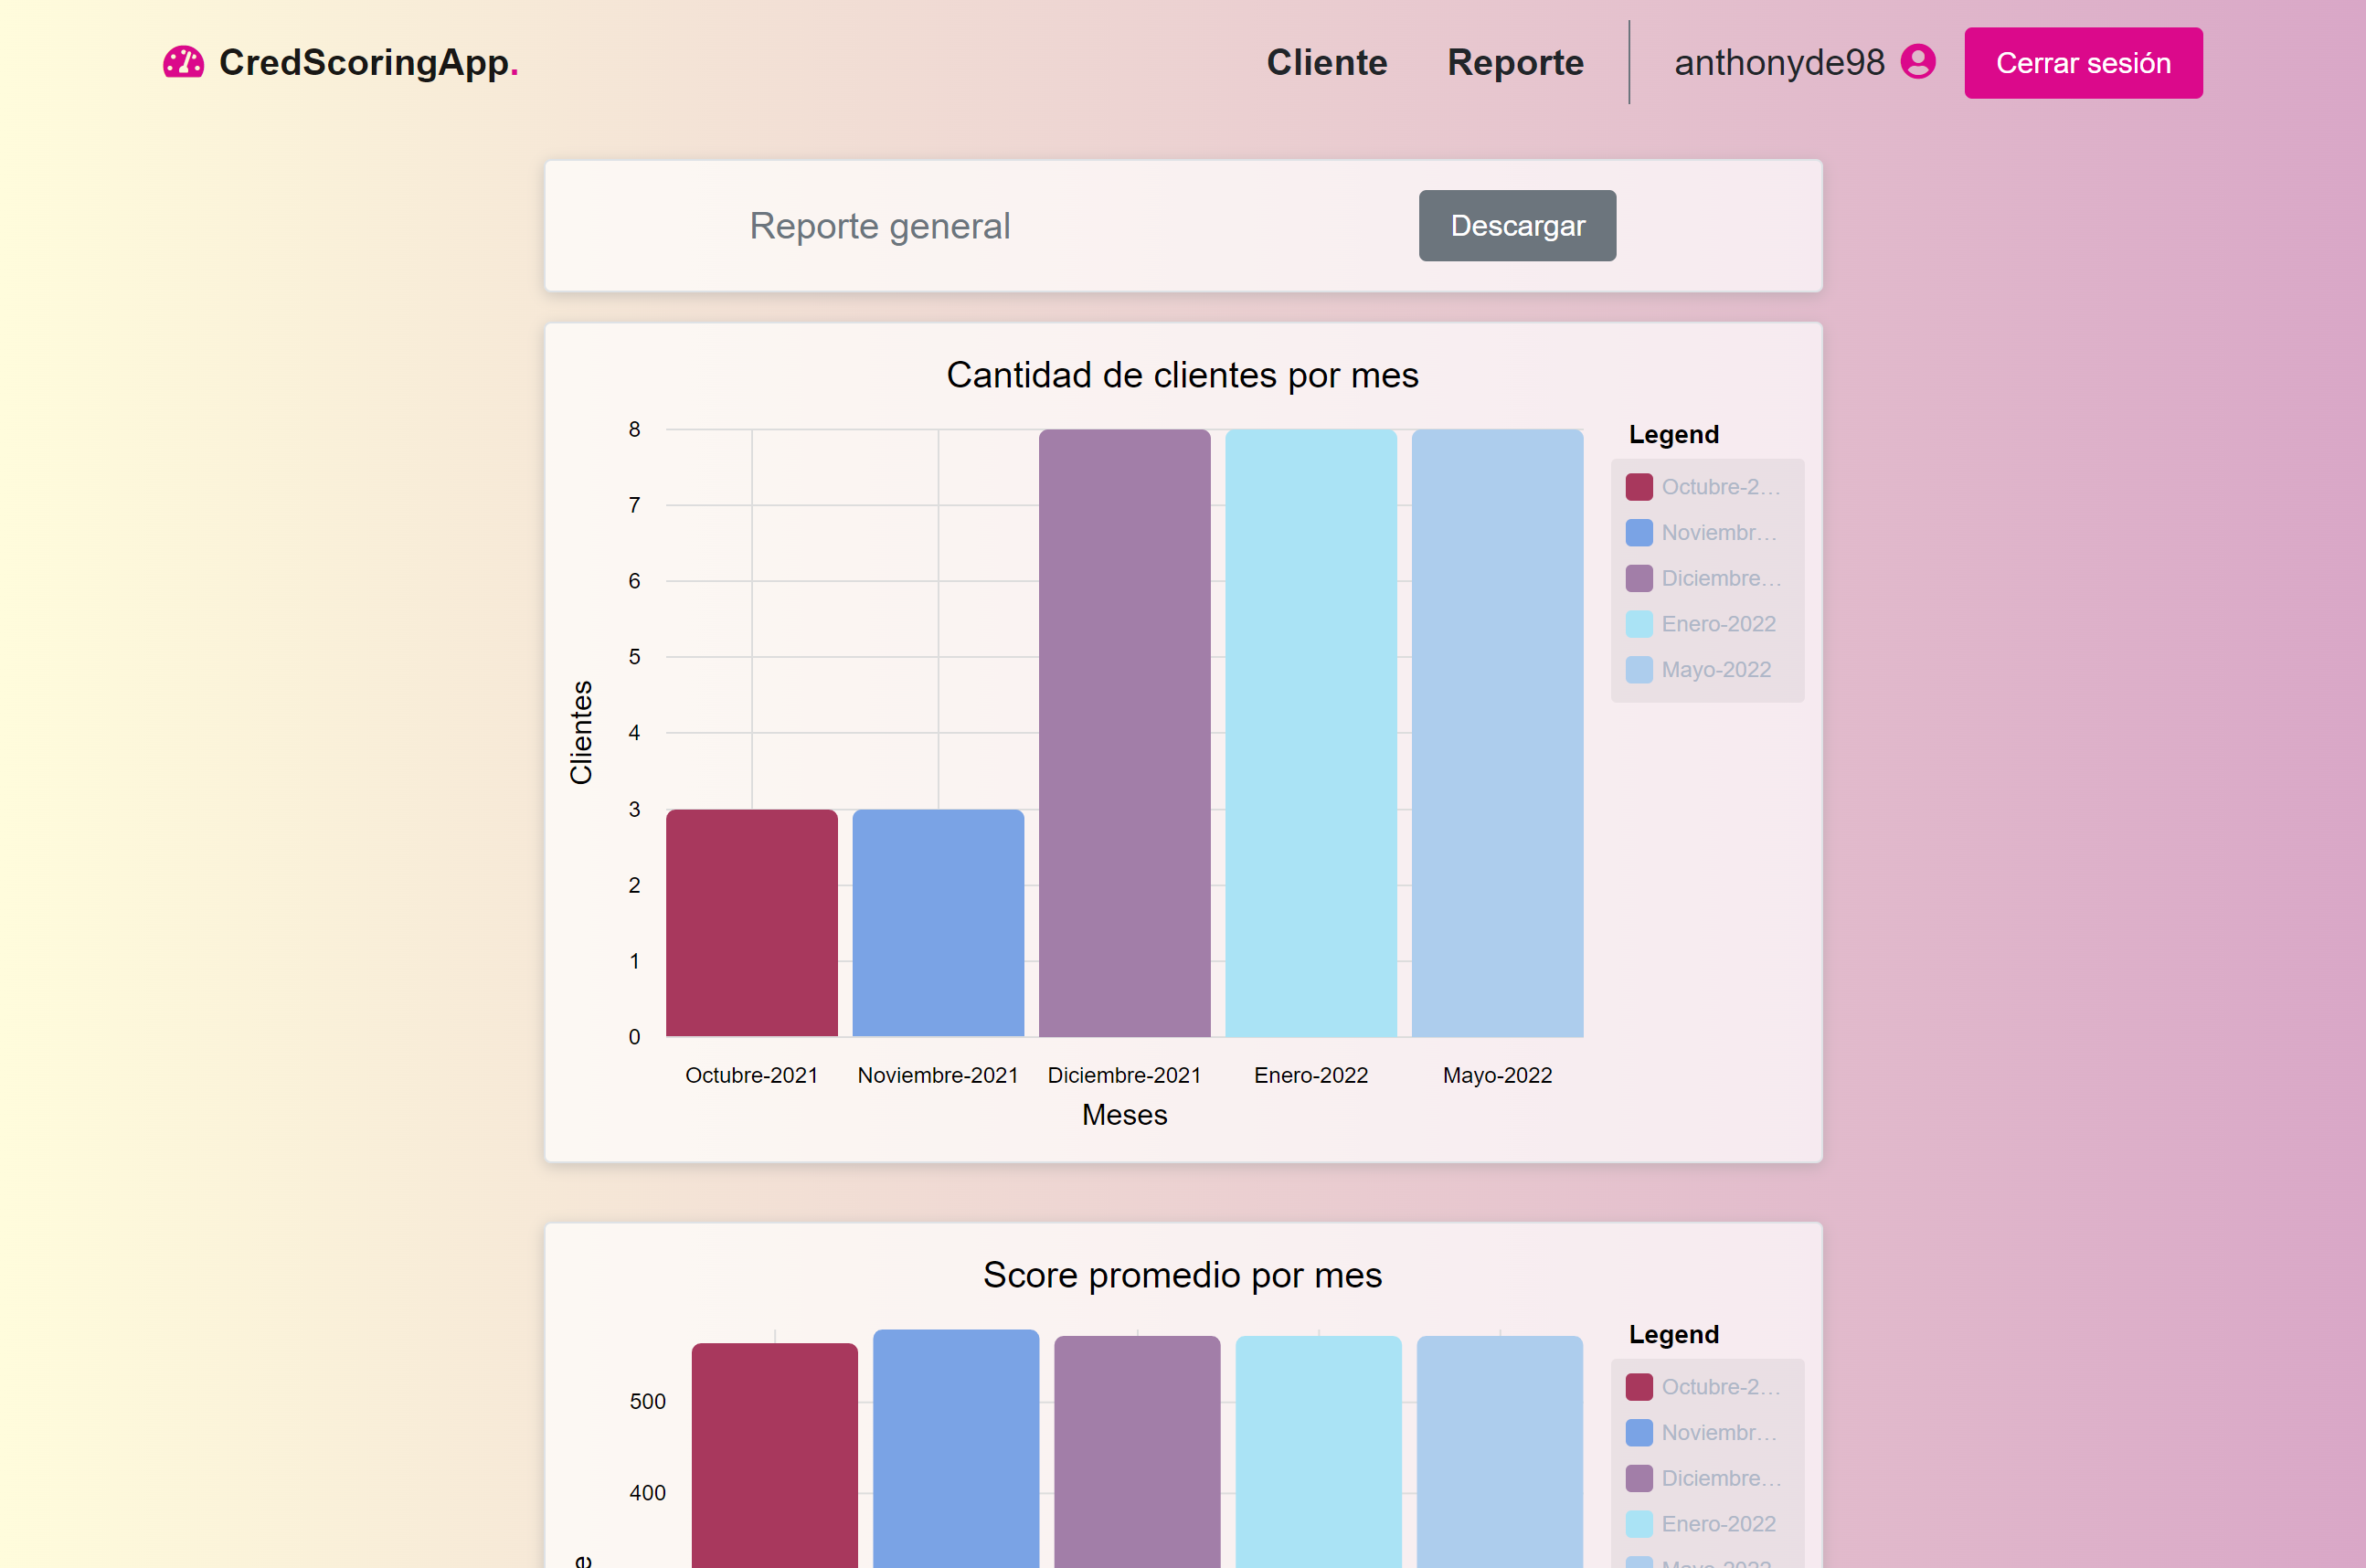 CredScoringApp.
Cliente
Reporte
anthonyde98
Cerrar sesión
Reporte general
Descargar
Cantidad de clientes por mes
8
7
6
5
4
3
2
1
0
Clientes
Octubre-2021
Noviembre-2021
Diciembre-2021
Enero-2022
Mayo-2022
Meses
Legend
Octubre-2…
Noviembr…
Diciembre…
Enero-2022
Mayo-2022
Score promedio por mes
500
400
Legend
Octubre-2…
Noviembr…
Diciembre…
Enero-2022
Mayo-2022